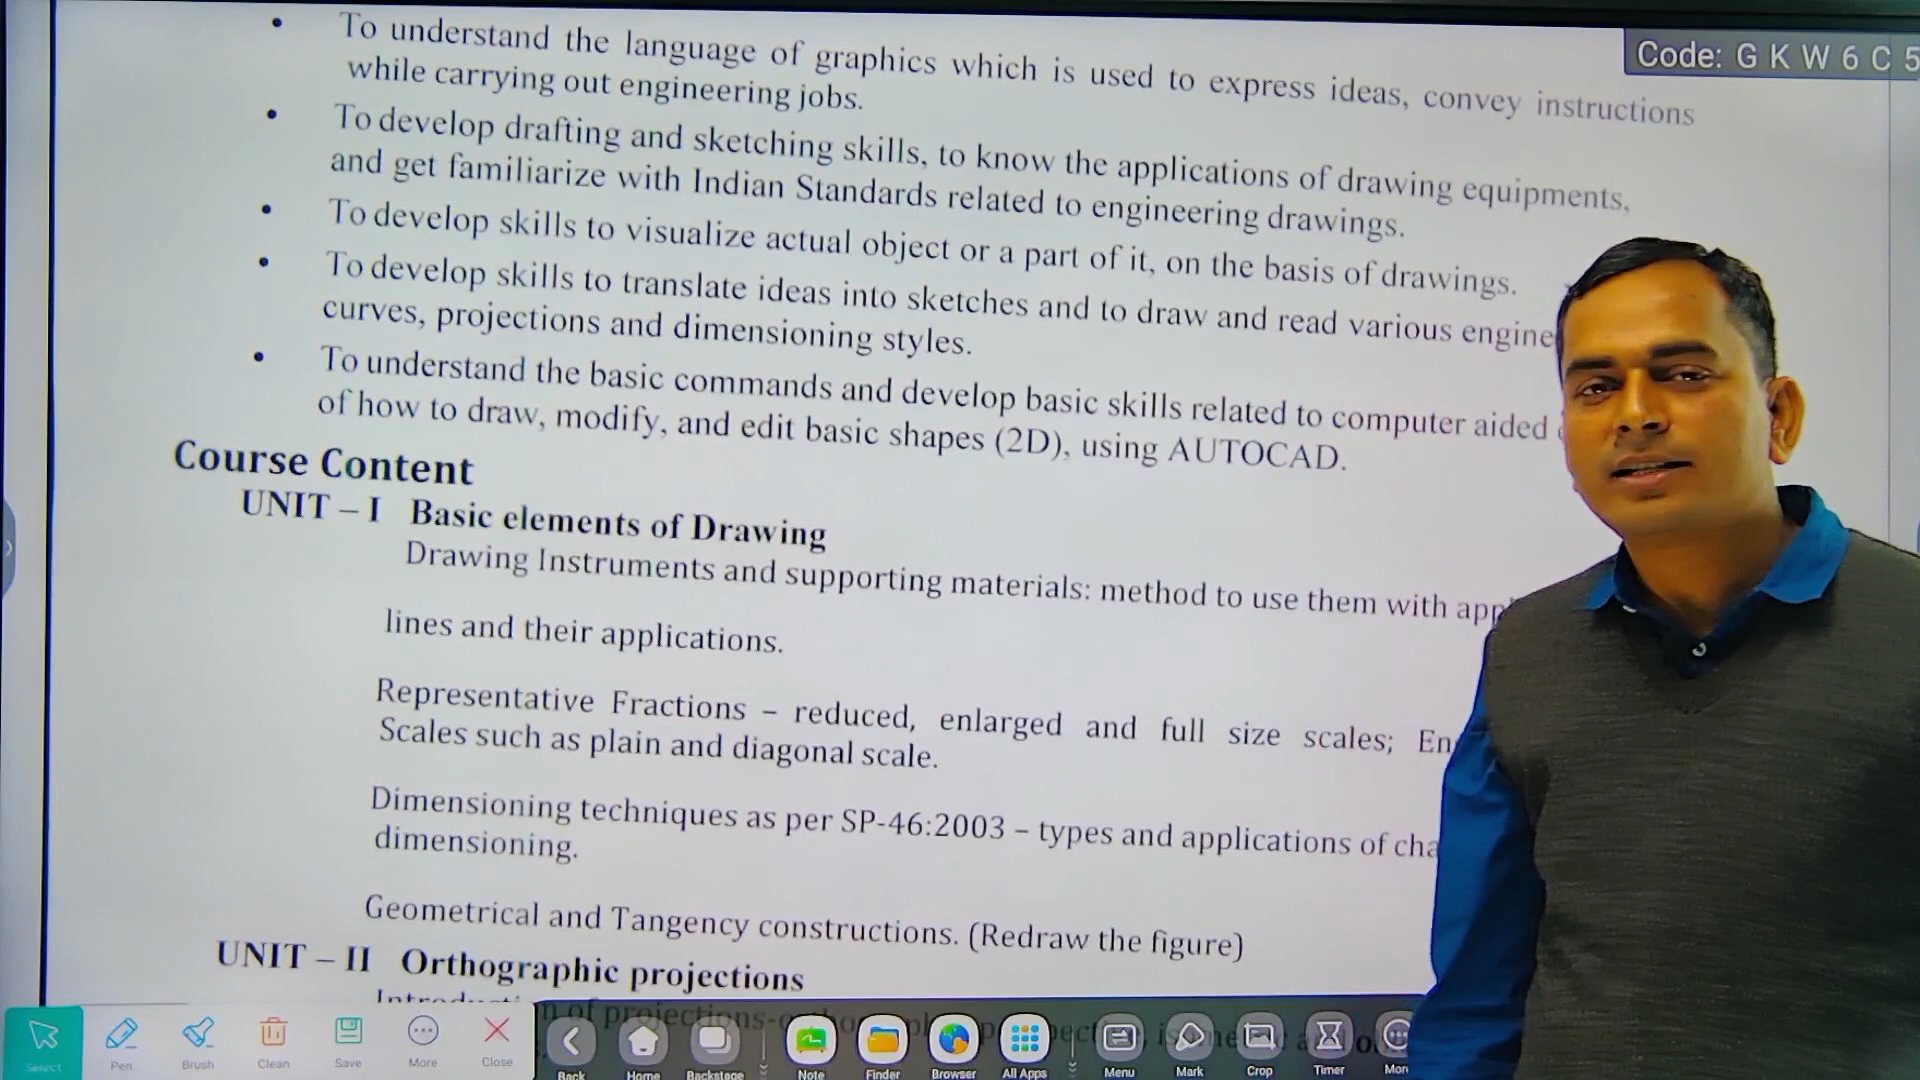 Code: G K W 6 C 5
• To understand the language of graphics which is used to express ideas, convey instructions
while carrying out engineering jobs.
• To develop drafting and sketching skills, to know the applications of drawing equipments,
and get familiarize with Indian Standards related to engineering drawings.
• To develop skills to visualize actual object or a part of it, on the basis of drawings.
• To develop skills to translate ideas into sketches and to draw and read various engine
curves, projections and dimensioning styles.
• To understand the basic commands and develop basic skills related to computer aided
of how to draw, modify, and edit basic shapes (2D), using AUTOCAD.
Course Content
UNIT – I Basic elements of Drawing
Drawing Instruments and supporting materials: method to use them with app
lines and their applications.
Representative Fractions – reduced, enlarged and full size scales; En
Scales such as plain and diagonal scale.
Dimensioning techniques as per SP-46:2003 – types and applications of cha
dimensioning.
Geometrical and Tangency constructions. (Redraw the figure)
UNIT – II Orthographic projections
of projections-
Select Pen Brush Clean Save More Close Back Home Backstage Note Finder Browser All Apps Menu Mark Crop Timer More